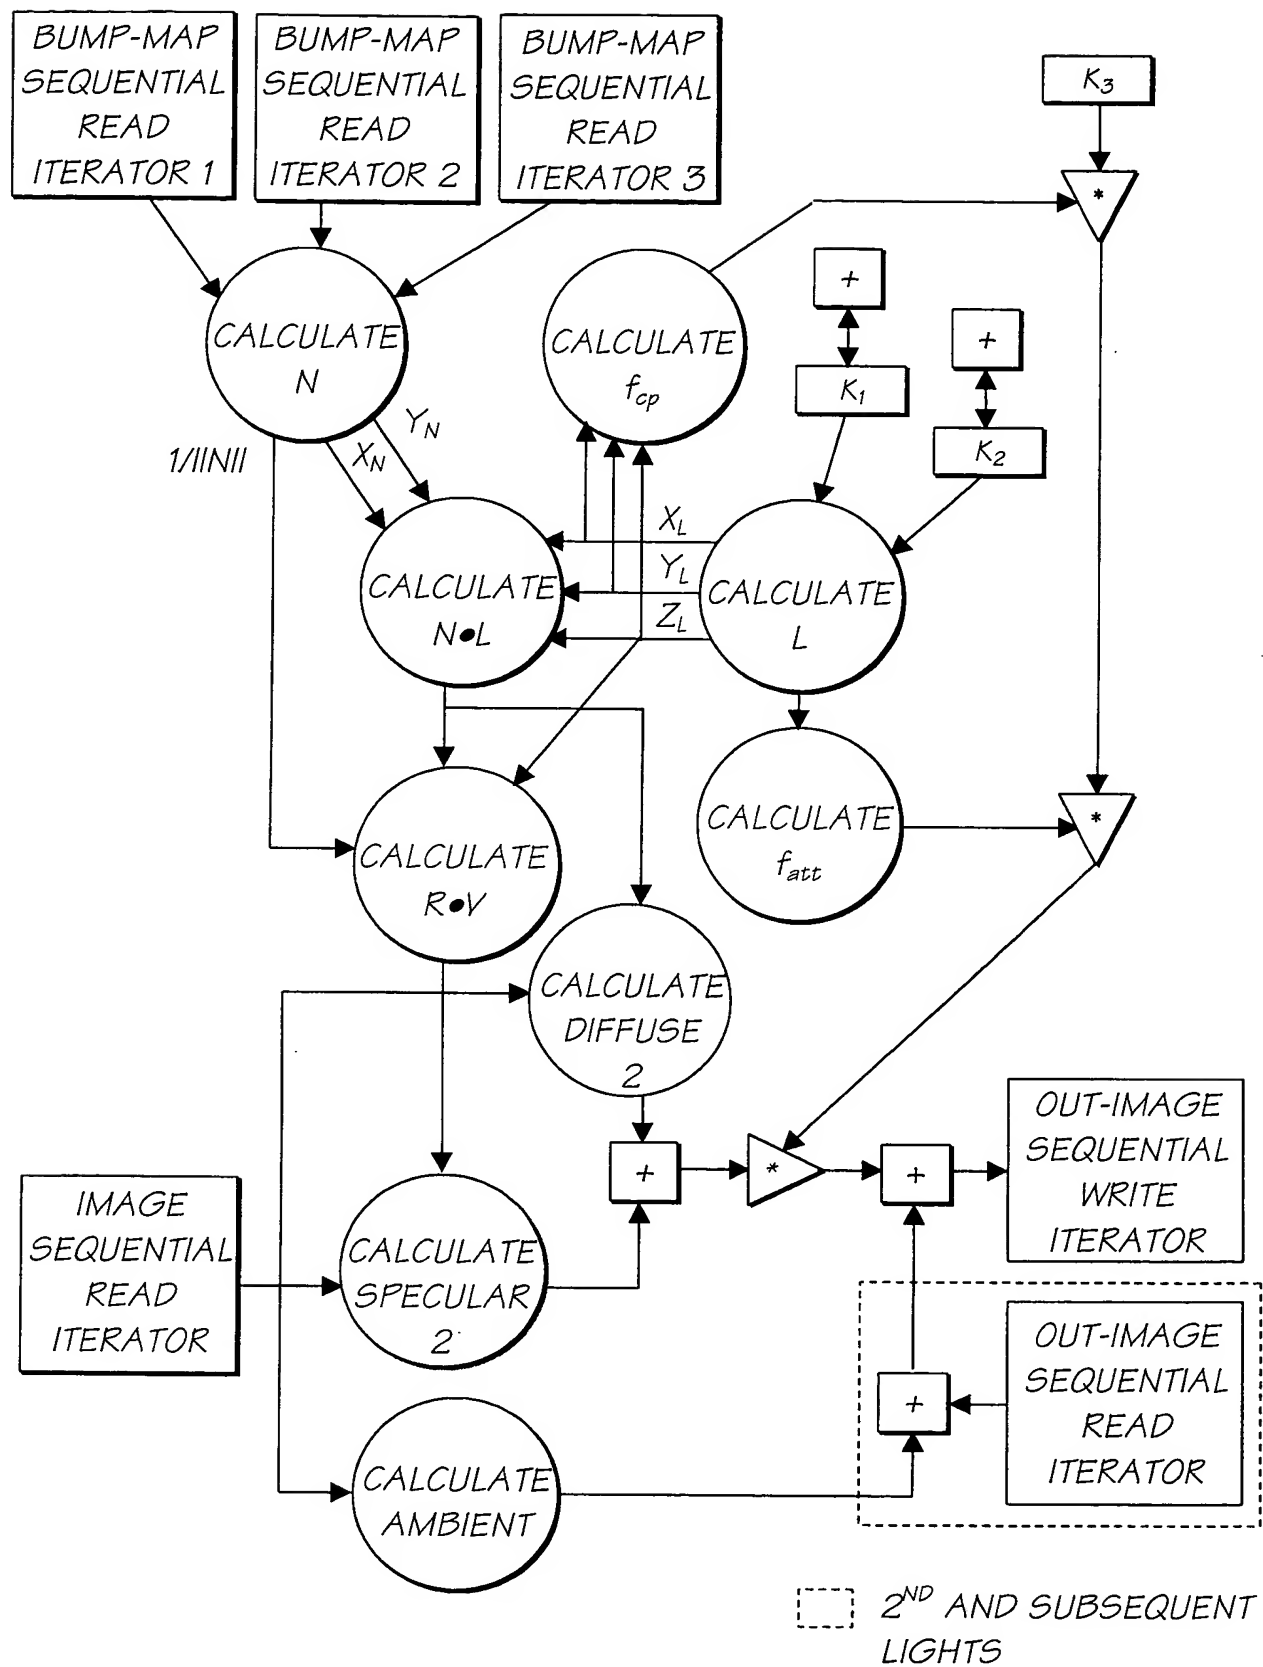 BUMP-MAP
SEQUENTIAL
READ
ITERATOR 1
BUMP-MAP
SEQUENTIAL
READ
ITERATOR 2
BUMP-MAP
SEQUENTIAL
READ
ITERATOR 3
K3
*
CALCULATE
N
CALCULATE
fcp
+
K1
+
K2
1/IINII
XN
YN
XL
YL
ZL
CALCULATE
N●L
CALCULATE
L
CALCULATE
R●V
CALCULATE
fatt
*
CALCULATE
DIFFUSE
2
IMAGE
SEQUENTIAL
READ
ITERATOR
CALCULATE
SPECULAR
2
+
*
+
OUT-IMAGE
SEQUENTIAL
WRITE
ITERATOR
+
OUT-IMAGE
SEQUENTIAL
READ
ITERATOR
CALCULATE
AMBIENT
2ND AND SUBSEQUENT
LIGHTS